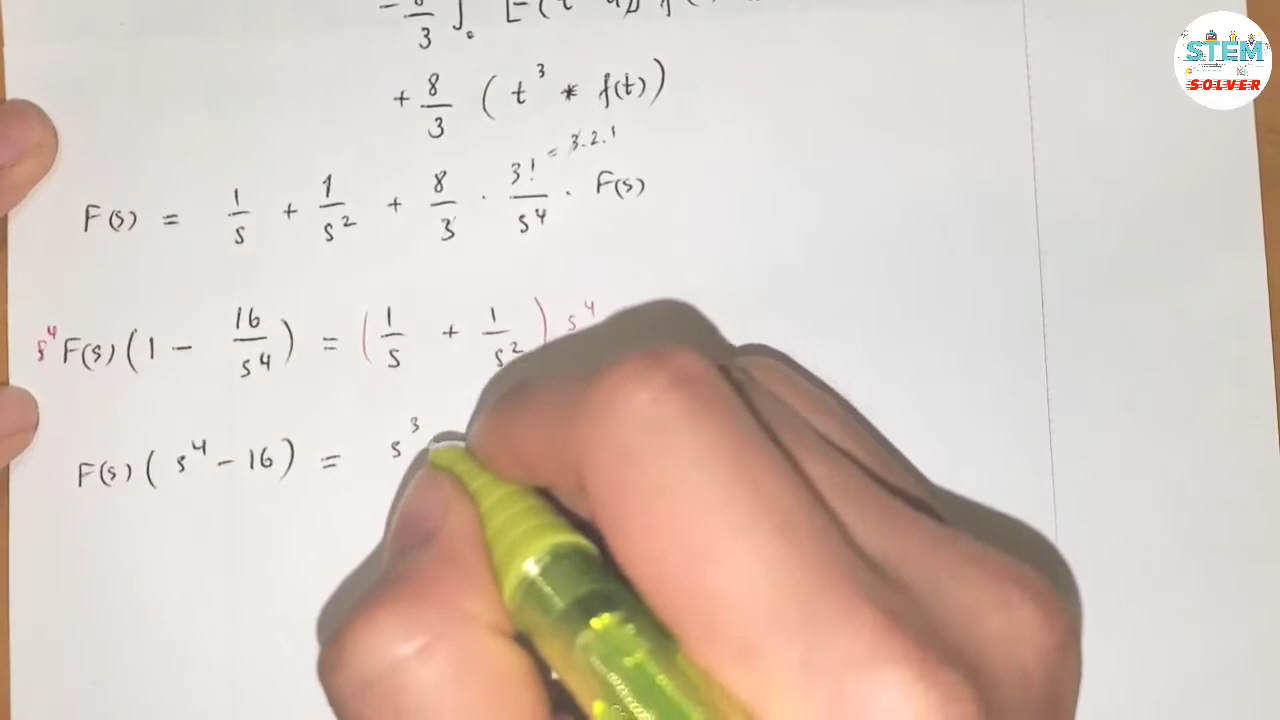 + 8/3 ( t³ * f(t) )
F(s) = 1/s + 1/s² + 8/3 · 3!/s⁴ · F(s)
= 3.2.1
s⁴ F(s) ( 1 − 16/s⁴ ) = ( 1/s + 1/s² ) s⁴
F(s) ( s⁴ − 16 ) = s³
STEM
SOLVER